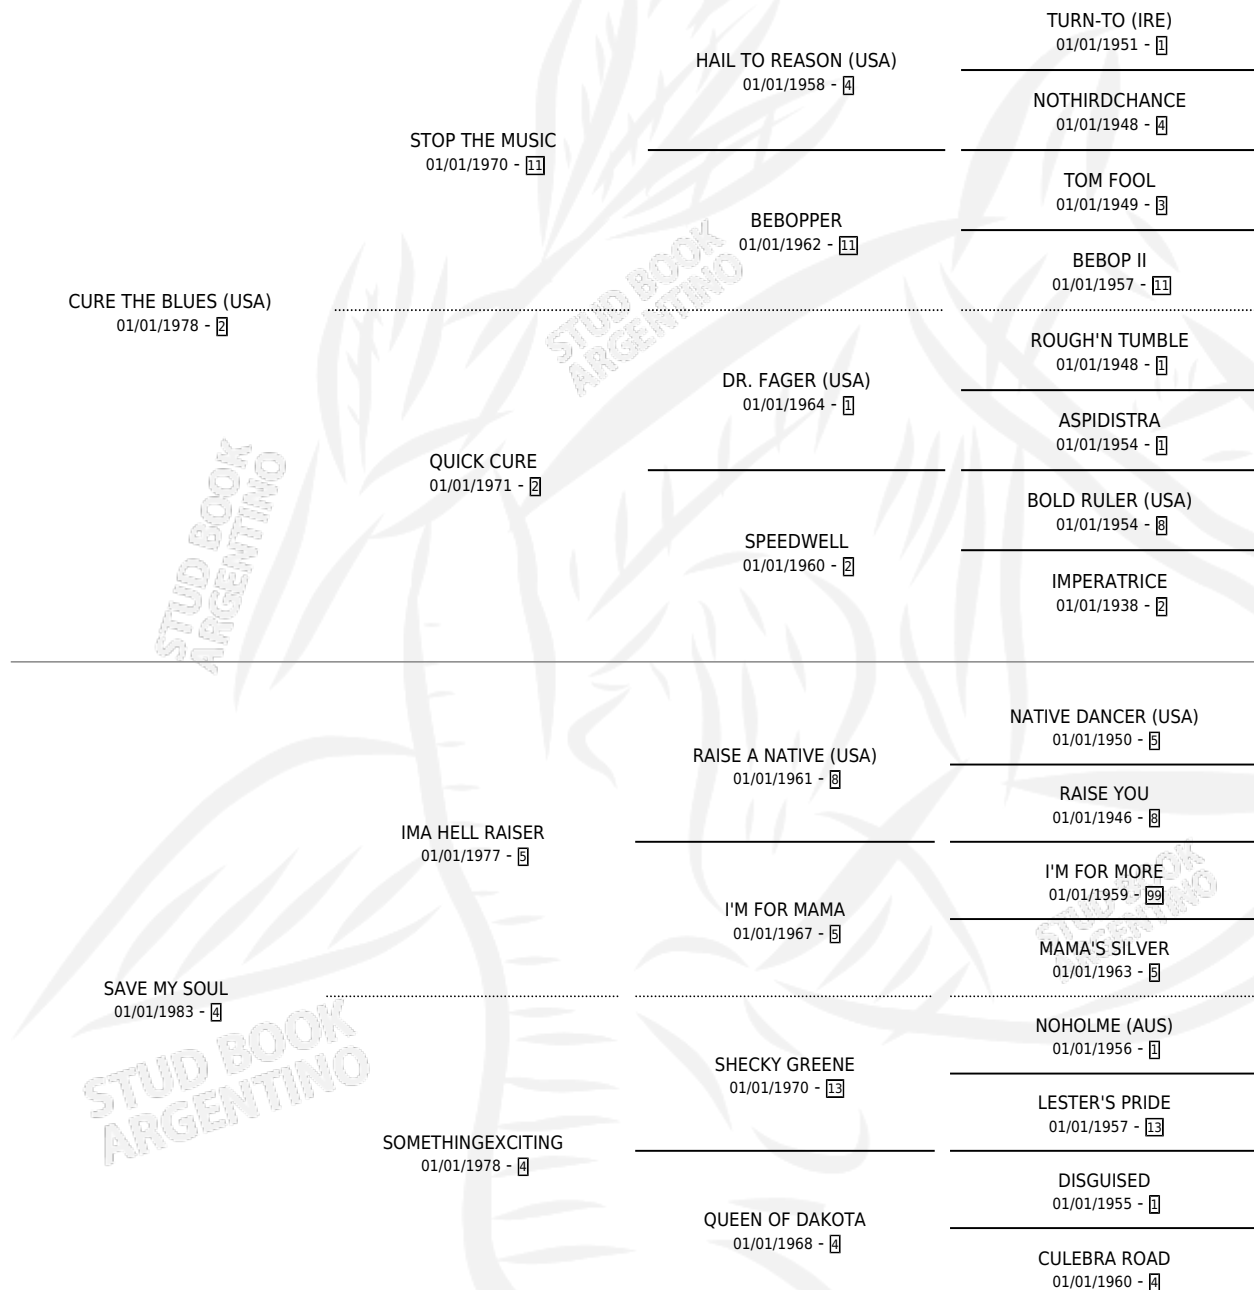 TURN-TO (IRE)
01/01/1951 - 1
HAIL TO REASON (USA)
01/01/1958 - 4
NOTHIRDCHANCE
01/01/1948 - 4
STOP THE MUSIC
01/01/1970 - 11
TOM FOOL
01/01/1949 - 3
BEBOPPER
01/01/1962 - 11
BEBOP II
01/01/1957 - 11
CURE THE BLUES (USA)
01/01/1978 - 2
ROUGH'N TUMBLE
01/01/1948 - 1
DR. FAGER (USA)
01/01/1964 - 1
ASPIDISTRA
01/01/1954 - 1
QUICK CURE
01/01/1971 - 2
BOLD RULER (USA)
01/01/1954 - 8
SPEEDWELL
01/01/1960 - 2
IMPERATRICE
01/01/1938 - 2
NATIVE DANCER (USA)
01/01/1950 - 5
RAISE A NATIVE (USA)
01/01/1961 - 8
RAISE YOU
01/01/1946 - 8
IMA HELL RAISER
01/01/1977 - 5
I'M FOR MORE
01/01/1959 - 99
I'M FOR MAMA
01/01/1967 - 5
MAMA'S SILVER
01/01/1963 - 5
SAVE MY SOUL
01/01/1983 - 4
NOHOLME (AUS)
01/01/1956 - 1
SHECKY GREENE
01/01/1970 - 13
LESTER'S PRIDE
01/01/1957 - 13
SOMETHINGEXCITING
01/01/1978 - 4
DISGUISED
01/01/1955 - 1
QUEEN OF DAKOTA
01/01/1968 - 4
CULEBRA ROAD
01/01/1960 - 4
STUD BOOK
ARGENTINO
STUD BOOK
ARGENTINO
STUD BOOK
ARGENTINO
STUD BOOK
ARGENTINO